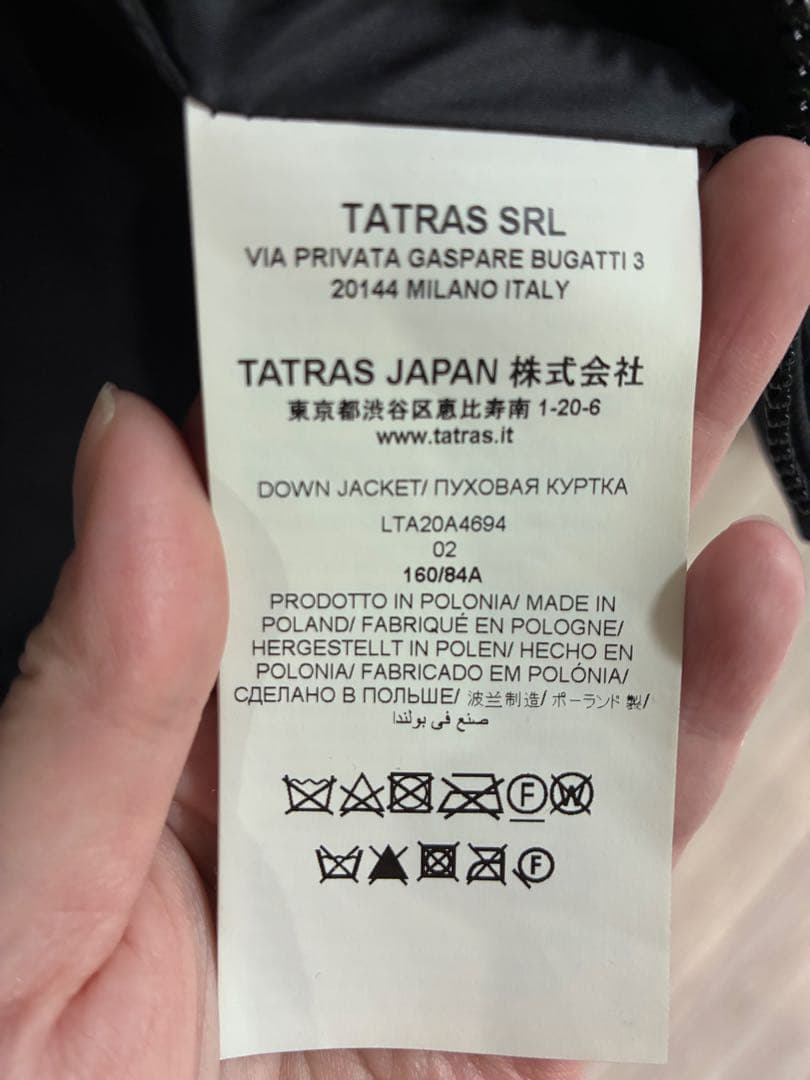 TATRAS SRL
VIA PRIVATA GASPARE BUGATTI 3
20144 MILANO ITALY
TATRAS JAPAN 株式会社
東京都渋谷区恵比寿南 1-20-6
www.tatras.it
DOWN JACKET/ ПУХОВАЯ КУРТКА
LTA20A4694
02
160/84A
PRODOTTO IN POLONIA/ MADE IN
POLAND/ FABRIQUÉ EN POLOGNE/
HERGESTELLT IN POLEN/ HECHO EN
POLONIA/ FABRICADO EM POLÓNIA/
СДЕЛАНО В ПОЛЬШЕ/ 波兰制造/ ポーランド製/
صنع في بولندا
F W
F